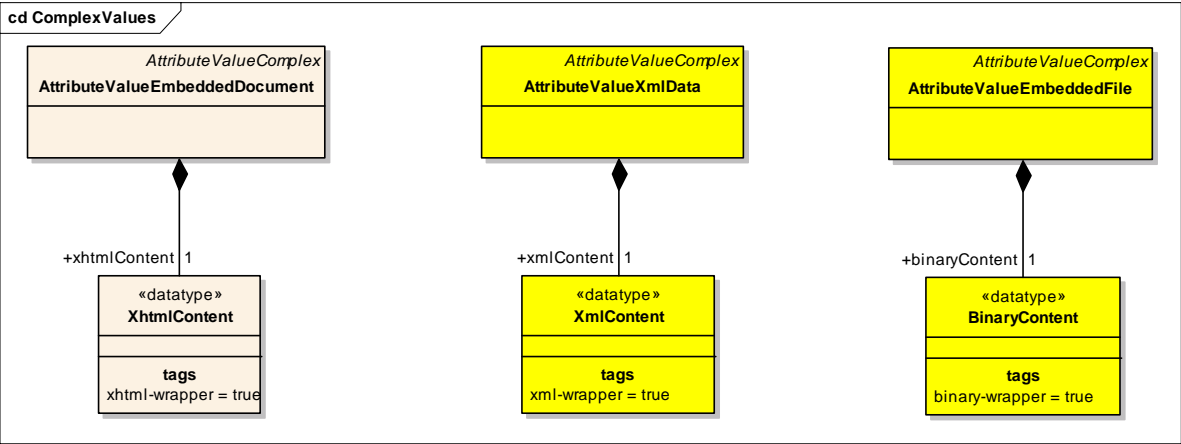 cd ComplexValues
AttributeValueComplex
AttributeValueEmbeddedDocument
+xhtmlContent 1
«datatype»
XhtmlContent
tags
xhtml-wrapper = true
AttributeValueComplex
AttributeValueXmlData
+xmlContent 1
«datatype»
XmlContent
tags
xml-wrapper = true
AttributeValueComplex
AttributeValueEmbeddedFile
+binaryContent 1
«datatype»
BinaryContent
tags
binary-wrapper = true